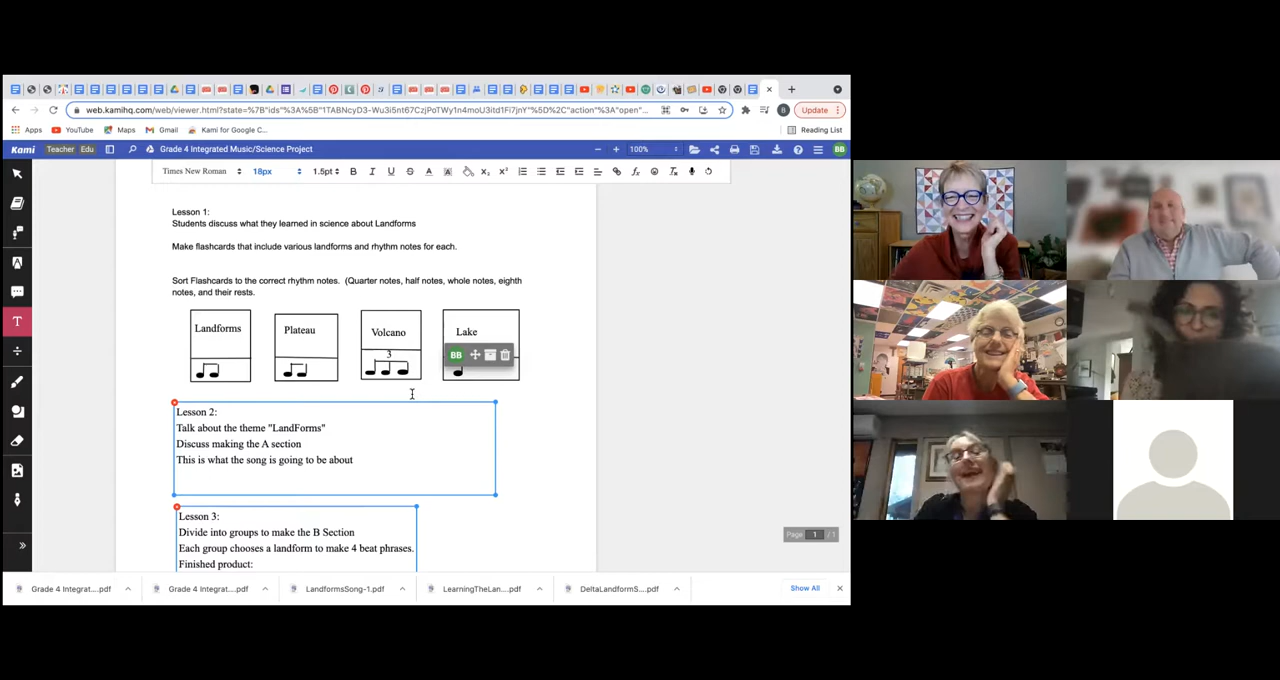 web.kamihq.com/web/viewer.html?state=%7B"ids"%3A%5B"1TABNcyD3-Wu3i5nt67CzjPoTWy1n4moU3itd1Fi7jnY"%5D%2C"action"%3A"open"...
Update
Apps YouTube Maps Gmail Kami for Google C... Reading List
Kami Teacher Edu Grade 4 Integrated Music/Science Project 100% BB
Times New Roman 18px 1.5pt B I U S A A X₂ X² fx
Lesson 1:
Students discuss what they learned in science about Landforms
Make flashcards that include various landforms and rhythm notes for each.
Sort Flashcards to the correct rhythm notes. (Quarter notes, half notes, whole notes, eighth
notes, and their rests.
Landforms Plateau Volcano Lake
3
BB
Lesson 2:
Talk about the theme "LandForms"
Discuss making the A section
This is what the song is going to be about
Lesson 3:
Divide into groups to make the B Section
Each group chooses a landform to make 4 beat phrases.
Finished product:
Page 1 / 1
Grade 4 Integrat....pdf Grade 4 Integrat....pdf LandformsSong-1.pdf LearningTheLan....pdf DeltaLandformS....pdf Show All